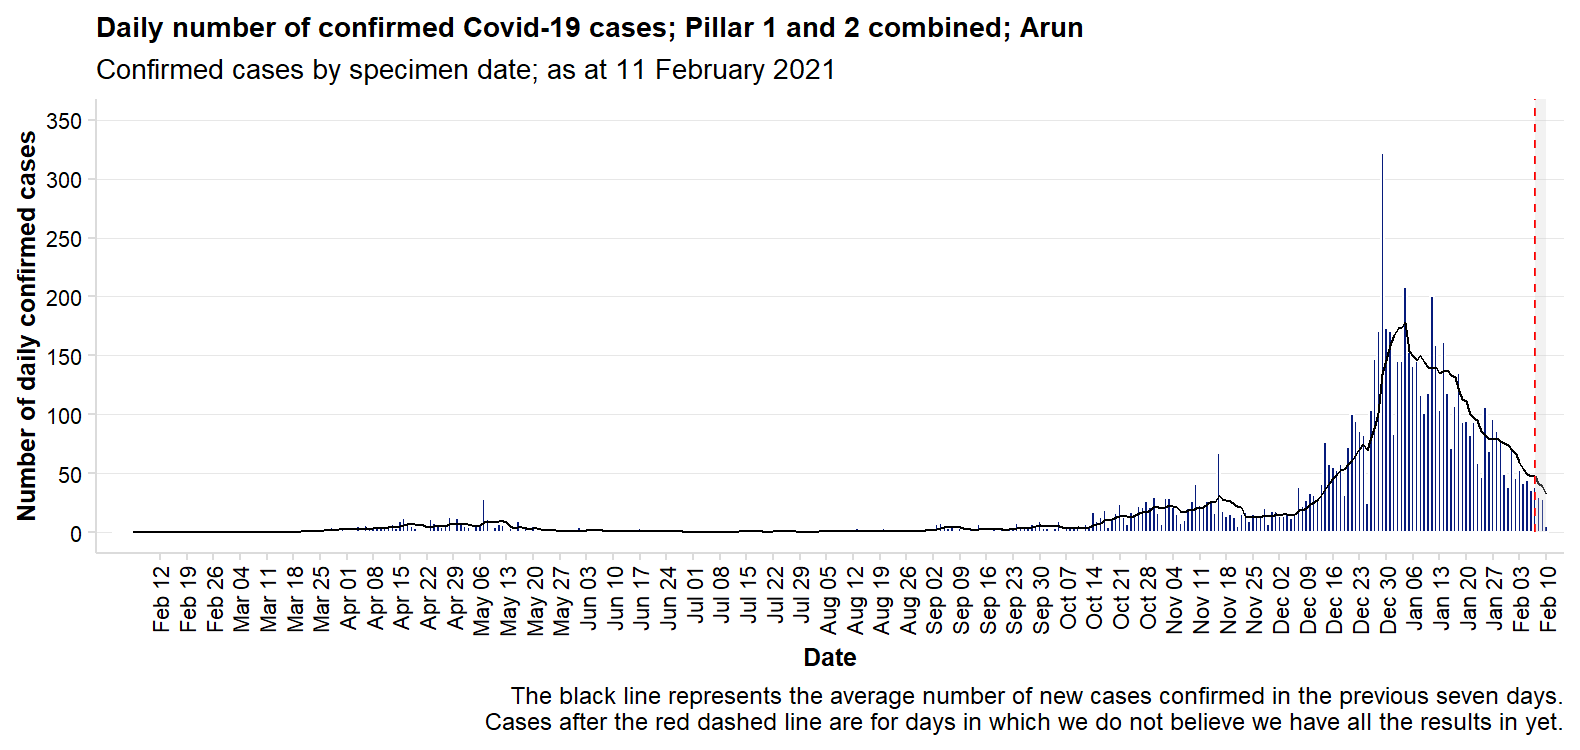 Daily number of confirmed Covid-19 cases; Pillar 1 and 2 combined; Arun
Confirmed cases by specimen date; as at 11 February 2021
Number of daily confirmed cases
350
300
250
200
150
100
50
0
Feb 12
Feb 19
Feb 26
Mar 04
Mar 11
Mar 18
Mar 25
Apr 01
Apr 08
Apr 15
Apr 22
Apr 29
May 06
May 13
May 20
May 27
Jun 03
Jun 10
Jun 17
Jun 24
Jul 01
Jul 08
Jul 15
Jul 22
Jul 29
Aug 05
Aug 12
Aug 19
Aug 26
Sep 02
Sep 09
Sep 16
Sep 23
Sep 30
Oct 07
Oct 14
Oct 21
Oct 28
Nov 04
Nov 11
Nov 18
Nov 25
Dec 02
Dec 09
Dec 16
Dec 23
Dec 30
Jan 06
Jan 13
Jan 20
Jan 27
Feb 03
Feb 10
Date
The black line represents the average number of new cases confirmed in the previous seven days.
Cases after the red dashed line are for days in which we do not believe we have all the results in yet.